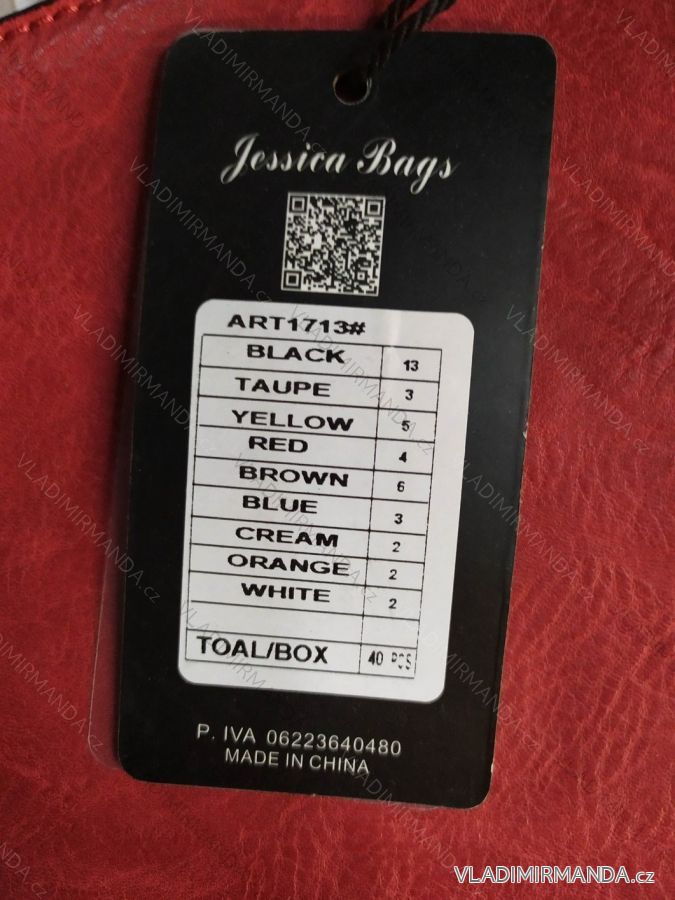 Jessica Bags
ART1713#
BLACK 13
TAUPE 3
YELLOW 5
RED 4
BROWN 6
BLUE 3
CREAM 2
ORANGE 2
WHITE 2
TOAL/BOX 40 PCS
P. IVA 06223640480
MADE IN CHINA
VLADIMIRMANDA.cz